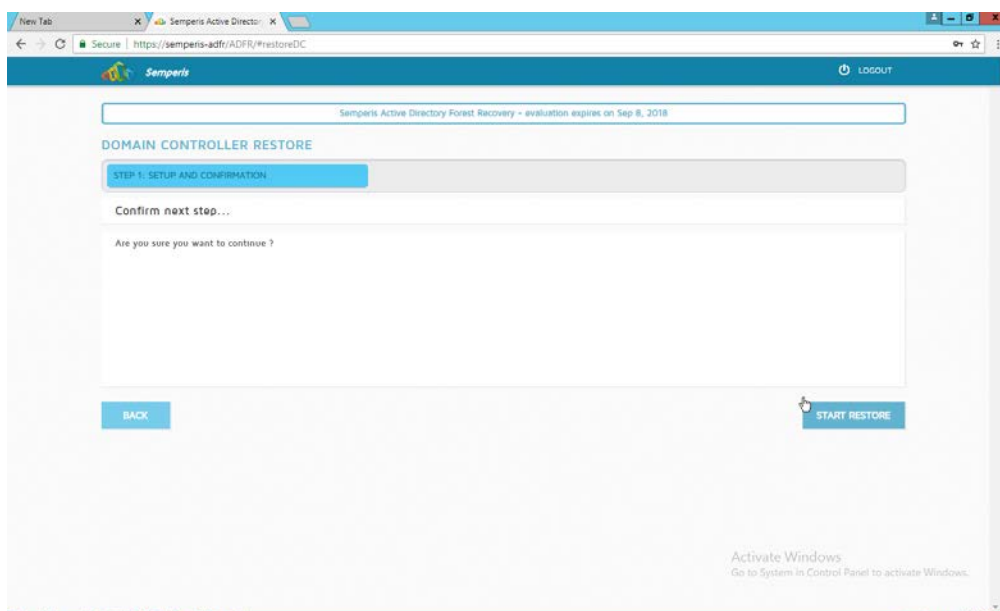 New Tab
Semperis Active Director
Secure | https://semperis-adfr/ADFR/#restoreDC
Semperis
LOGOUT
Semperis Active Directory Forest Recovery - evaluation expires on Sep 8, 2018
DOMAIN CONTROLLER RESTORE
STEP 1: SETUP AND CONFIRMATION
Confirm next step...
Are you sure you want to continue ?
BACK
START RESTORE
Activate Windows
Go to System in Control Panel to activate Windows.